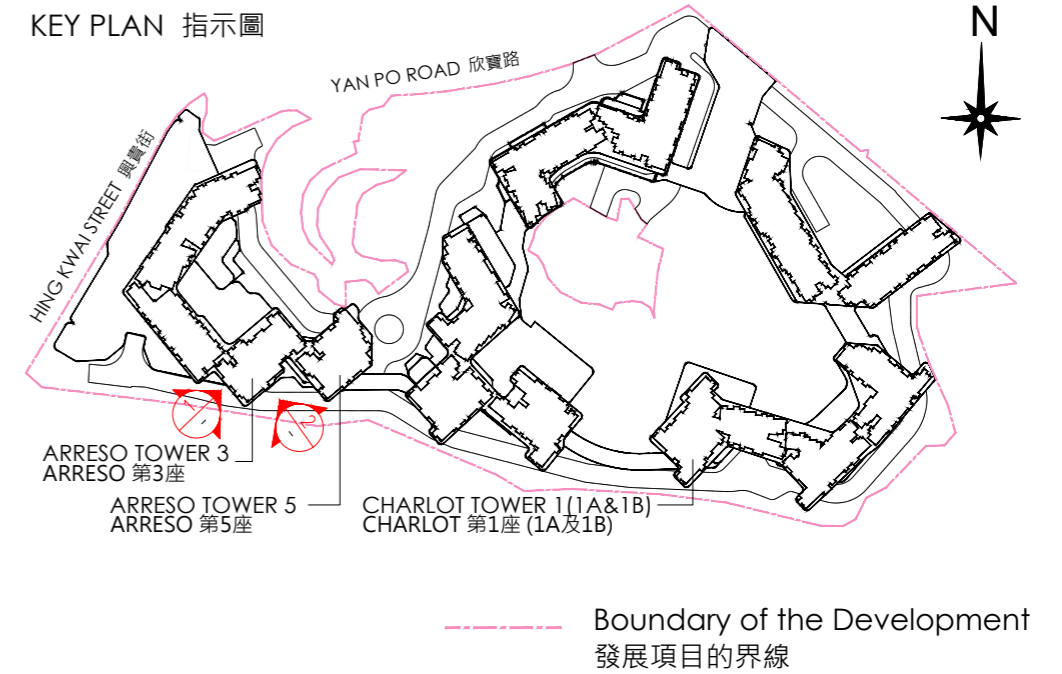 KEY PLAN 指示圖
N
YAN PO ROAD 欣寶路
HING KWAI STREET 興貴街
1
-
2
-
ARRESO TOWER 3
ARRESO 第3座
ARRESO TOWER 5
ARRESO 第5座
CHARLOT TOWER 1(1A&1B)
CHARLOT 第1座 (1A及1B)
Boundary of the Development
發展項目的界線